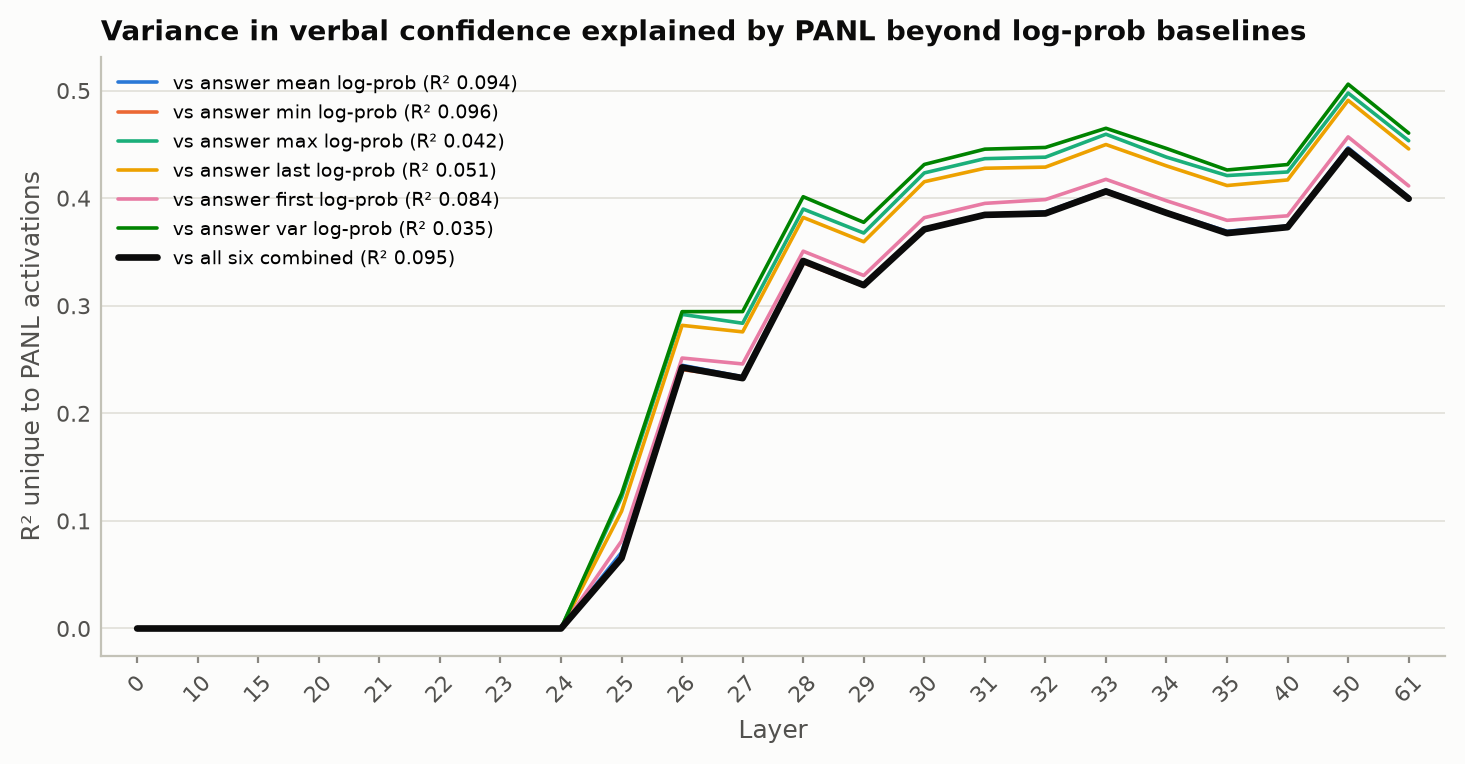 Variance in verbal confidence explained by PANL beyond log-prob baselines
vs answer mean log-prob (R² 0.094)
vs answer min log-prob (R² 0.096)
vs answer max log-prob (R² 0.042)
vs answer last log-prob (R² 0.051)
vs answer first log-prob (R² 0.084)
vs answer var log-prob (R² 0.035)
vs all six combined (R² 0.095)
R² unique to PANL activations
0.5
0.4
0.3
0.2
0.1
0.0
0 10 15 20 21 22 23 24 25 26 27 28 29 30 31 32 33 34 35 40 50 61
Layer